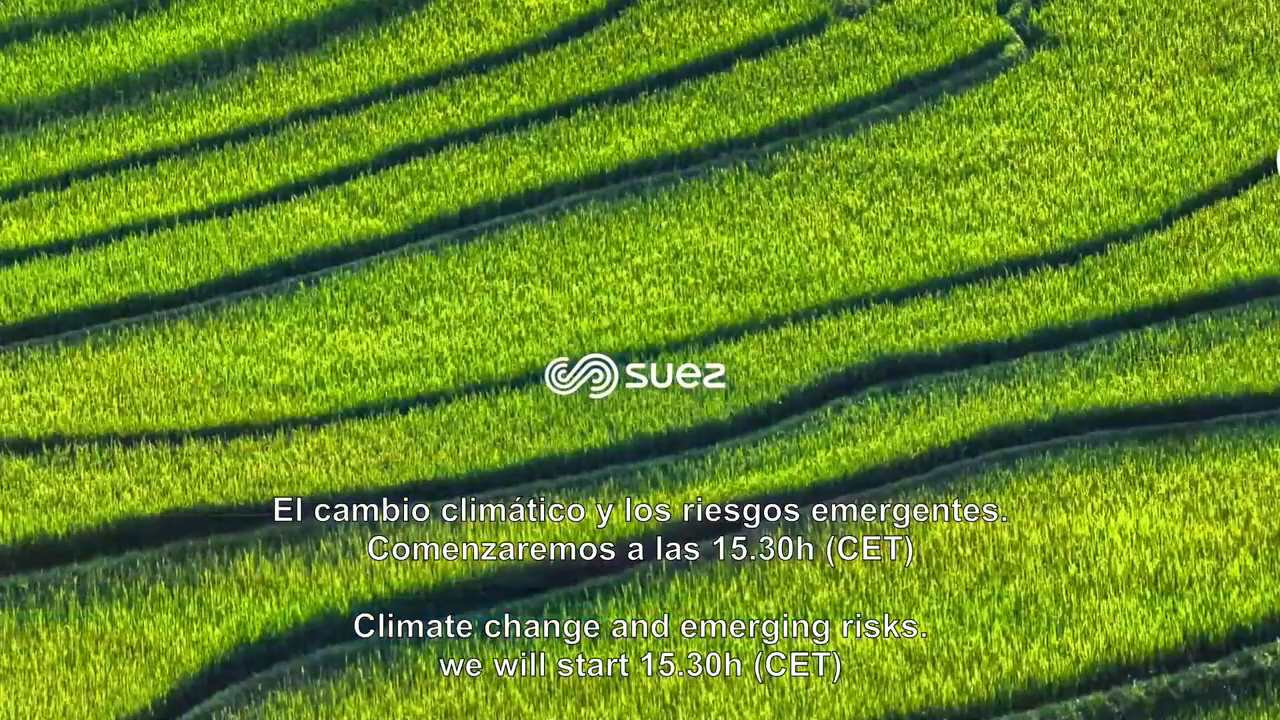 suez
El cambio climático y los riesgos emergentes.
Comenzaremos a las 15.30h (CET)
Climate change and emerging risks.
we will start 15.30h (CET)